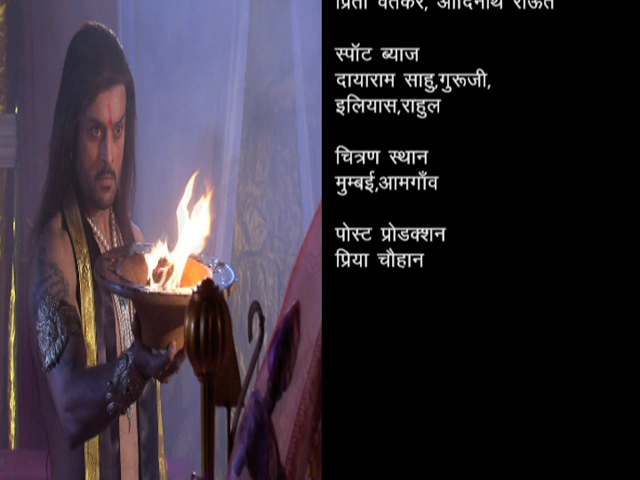 प्रिती वतकर, आदिनाथ राऊत
स्पॉट ब्याज
दायाराम साहु,गुरूजी,
इलियास,राहुल
चित्रण स्थान
मुम्बई,आमगाँव
पोस्ट प्रोडक्शन
प्रिया चौहान